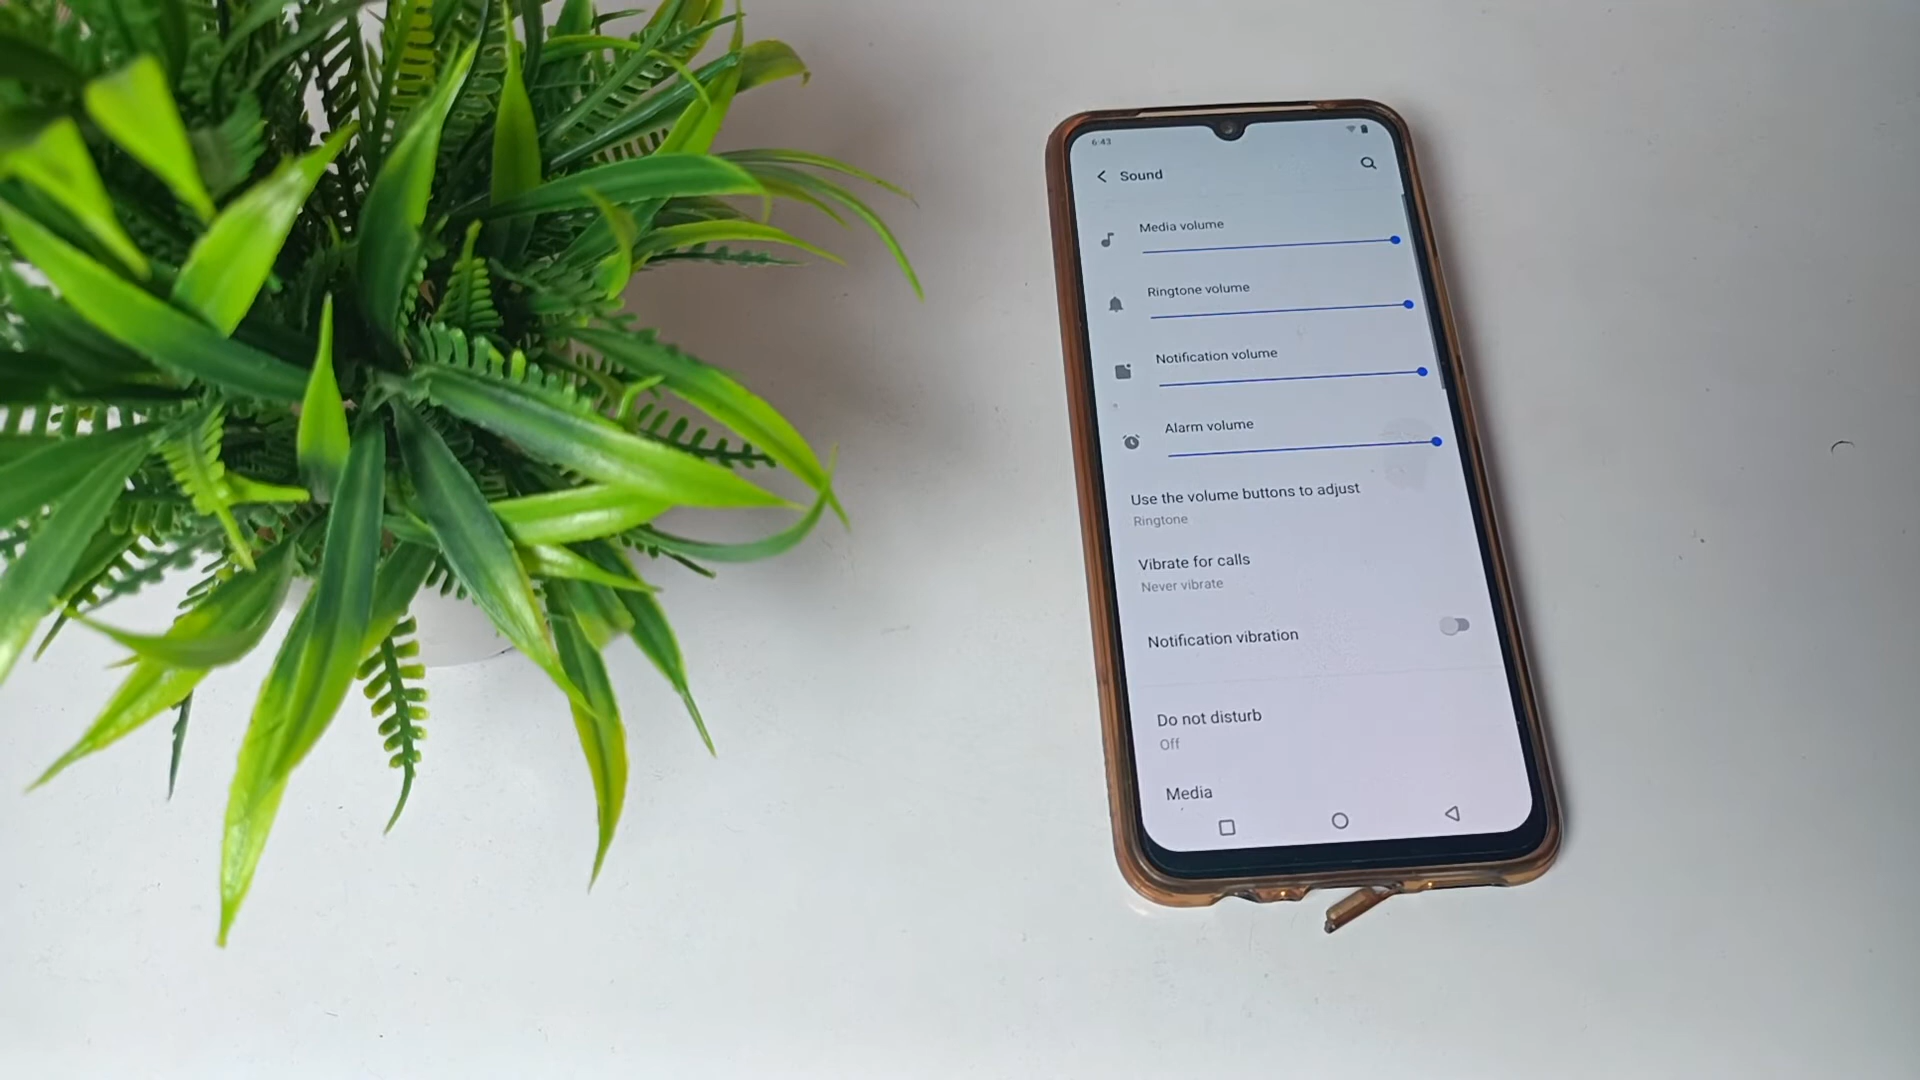 6:43
Sound
Media volume
Ringtone volume
Notification volume
Alarm volume
Use the volume buttons to adjust
Ringtone
Vibrate for calls
Never vibrate
Notification vibration
Do not disturb
Off
Media